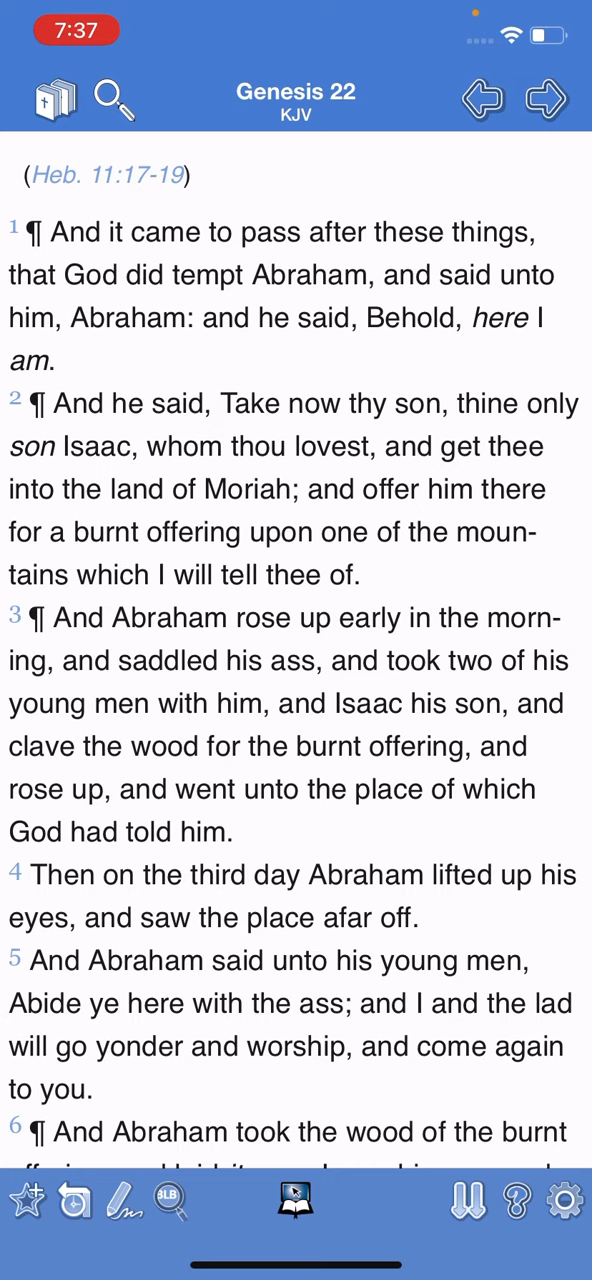 7:37
Genesis 22
KJV
(Heb. 11:17-19)
1 ¶ And it came to pass after these things,
that God did tempt Abraham, and said unto
him, Abraham: and he said, Behold, here I
am.
2 ¶ And he said, Take now thy son, thine only
son Isaac, whom thou lovest, and get thee
into the land of Moriah; and offer him there
for a burnt offering upon one of the moun-
tains which I will tell thee of.
3 ¶ And Abraham rose up early in the morn-
ing, and saddled his ass, and took two of his
young men with him, and Isaac his son, and
clave the wood for the burnt offering, and
rose up, and went unto the place of which
God had told him.
4 Then on the third day Abraham lifted up his
eyes, and saw the place afar off.
5 And Abraham said unto his young men,
Abide ye here with the ass; and I and the lad
will go yonder and worship, and come again
to you.
6 ¶ And Abraham took the wood of the burnt
BLB